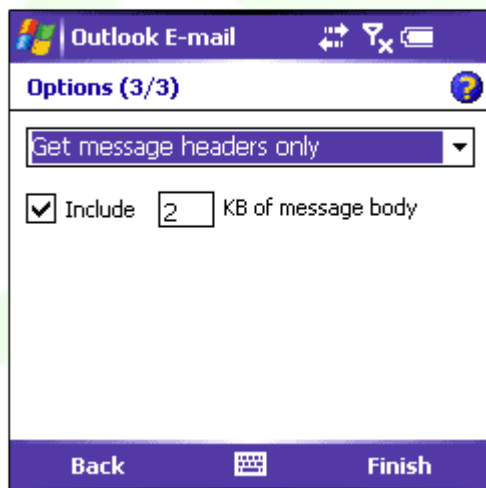 Outlook E-mail
Options (3/3)
?
Get message headers only
Include 2 KB of message body
Back Finish